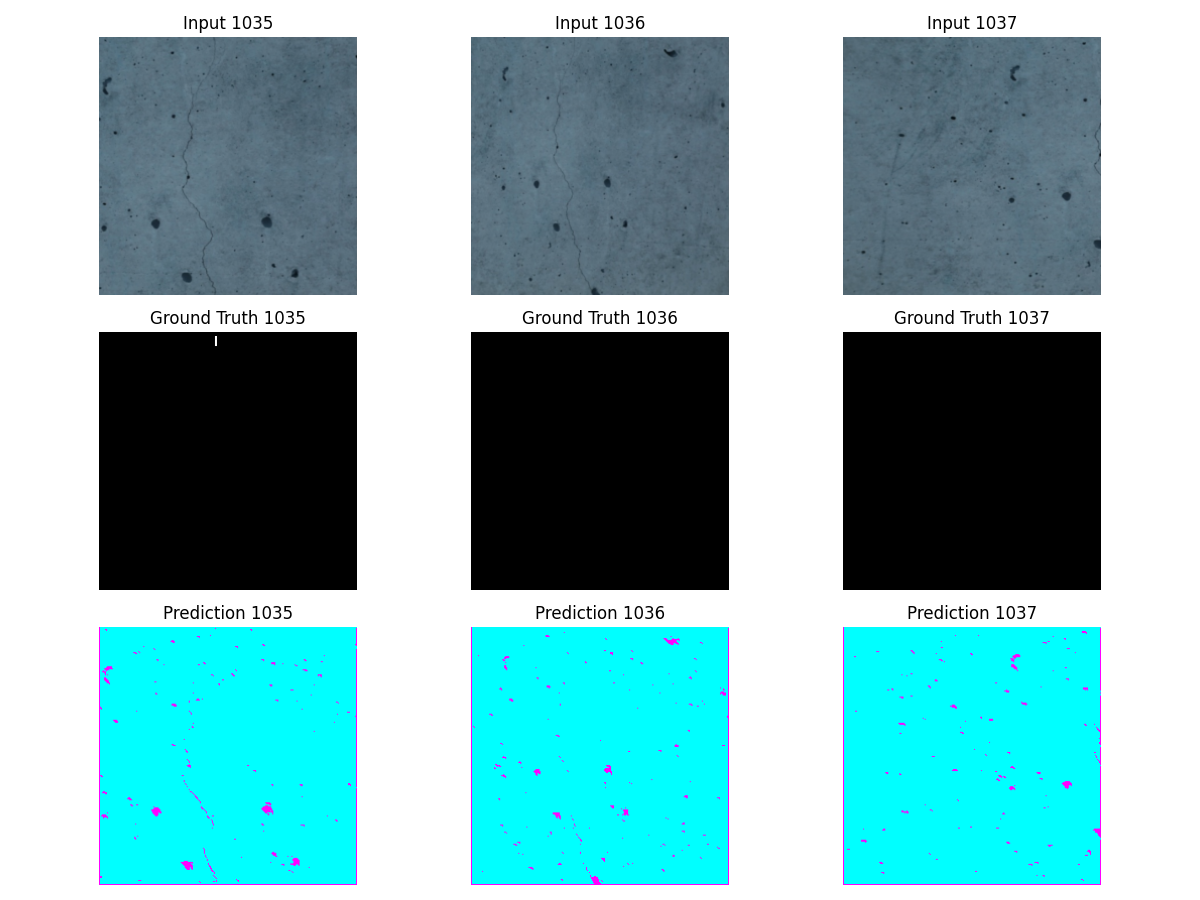 Input 1035
Input 1036
Input 1037
Ground Truth 1035
Ground Truth 1036
Ground Truth 1037
Prediction 1035
Prediction 1036
Prediction 1037